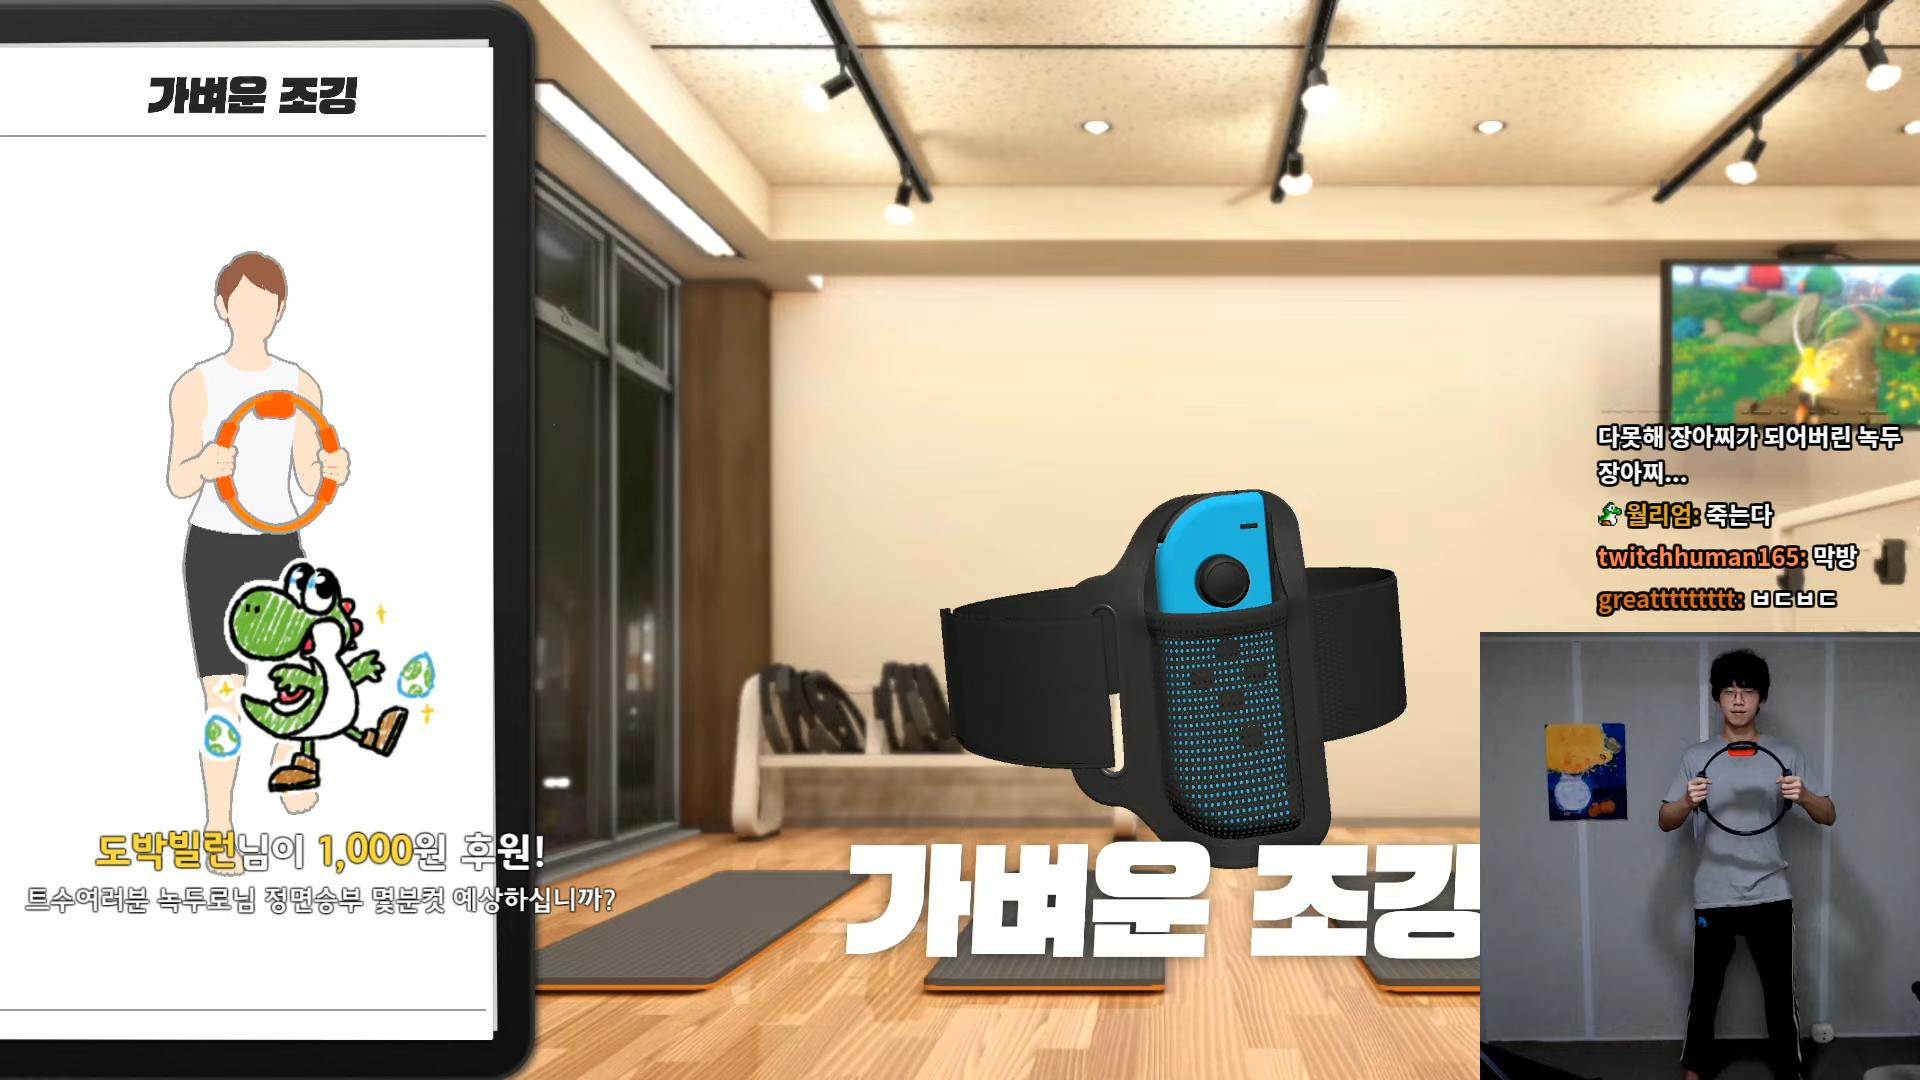 가벼운 조깅
다못해 장아찌가 되어버린 녹두
장아찌...
월리엄: 죽는다
twitchhuman165: 막방
greatttttttttt: ㅂㄷㅂㄷ
도박빌런님이 1,000원 후원!
트수여러분 녹두로님 정면승부 몇분컷 예상하십니까?
가벼운 조깅